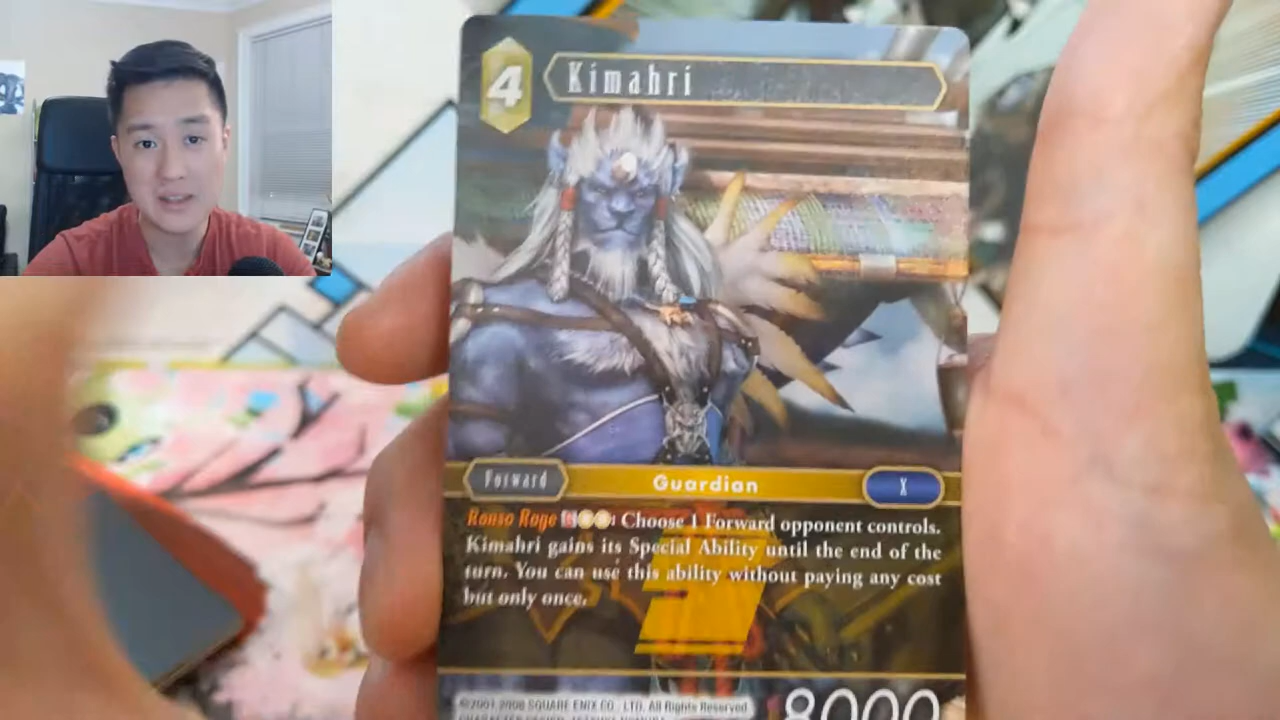 4
Kimahri
Forward
Guardian
X
Ronso Rage S: Choose 1 Forward opponent controls.
Kimahri gains its Special Ability until the end of the
turn. You can use this ability without paying any cost
but only once.
©2001-2008 SQUARE ENIX CO., LTD. All Rights Reserved.
8000